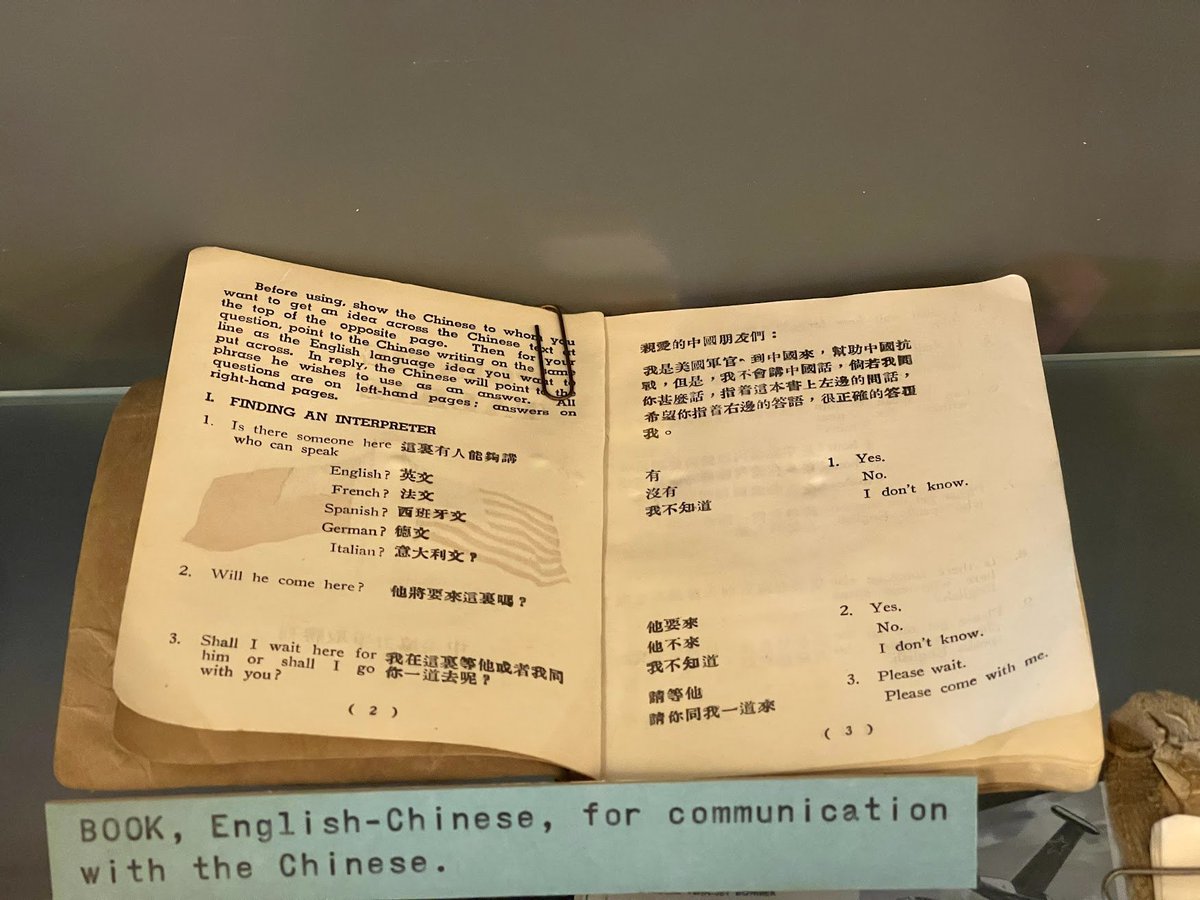 Before using, show the Chinese to whom you
want to get an idea across the Chinese text at
the top of the opposite page. Then for your
question, point to the Chinese writing on the same
line as the English language idea you want to
put across. In reply, the Chinese will point to the
phrase he wishes to use as an answer. All
questions are on left-hand pages; answers on
right-hand pages.
I. FINDING AN INTERPRETER
1. Is there someone here 這裏有人能夠講
who can speak
English? 英文
French? 法文
Spanish? 西班牙文
German? 德文
Italian? 意大利文?
2. Will he come here? 他將要來這裏嗎?
3. Shall I wait here for 我在這裏等他或者我同
him or shall I go 你一道去呢?
with you?
( 2 )
親愛的中國朋友們:
我是美國軍官、到中國來,幫助中國抗
戰,但是,我不會講中國話,倘若我問
你甚麼話,指着這本書上左邊的問話,
希望你指着右邊的答語,很正確的答覆
我。
有 1. Yes.
沒有 No.
我不知道 I don't know.
他要來 2. Yes.
他不來 No.
我不知道 I don't know.
請等他 3. Please wait.
請你同我一道來 Please come with me.
( 3 )
BOOK, English-Chinese, for communication
with the Chinese.